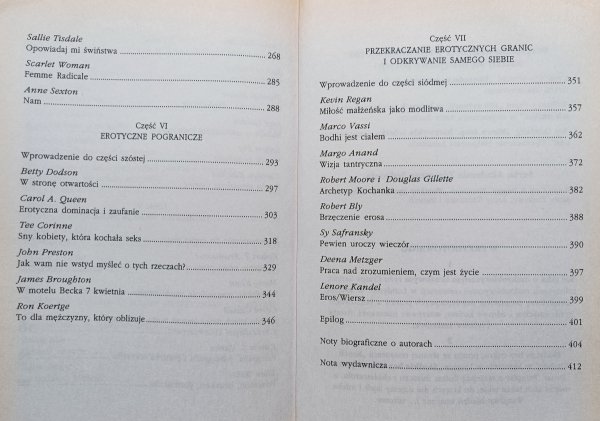 Sallie Tisdale
Opowiadaj mi świństwa 268
Scarlet Woman
Femme Radicale 285
Anne Sexton
Nam 288
Część VI
EROTYCZNE POGRANICZE
Wprowadzenie do części szóstej 293
Betty Dodson
W stronę otwartości 297
Carol A. Queen
Erotyczna dominacja i zaufanie 303
Tee Corinne
Sny kobiety, która kochała seks 318
John Preston
Jak wam nie wstyd myśleć o tych rzeczach? 329
James Broughton
W motelu Becka 7 kwietnia 344
Ron Koertge
To dla mężczyzny, który oblizuje 346
Część VII
PRZEKRACZANIE EROTYCZNYCH GRANIC
I ODKRYWANIE SAMEGO SIEBIE
Wprowadzenie do części siódmej 351
Kevin Regan
Miłość małżeńska jako modlitwa 357
Marco Vassi
Bodhi jest ciałem 362
Margo Anand
Wizja tantryczna 372
Robert Moore i Douglas Gillette
Archetyp Kochanka 382
Robert Bly
Brzęczenie erosa 388
Sy Safransky
Pewien uroczy wieczór 390
Deena Metzger
Praca nad zrozumieniem, czym jest życie 397
Lenore Kandel
Eros/Wiersz 399
Epilog 401
Noty biograficzne o autorach 404
Nota wydawnicza 412